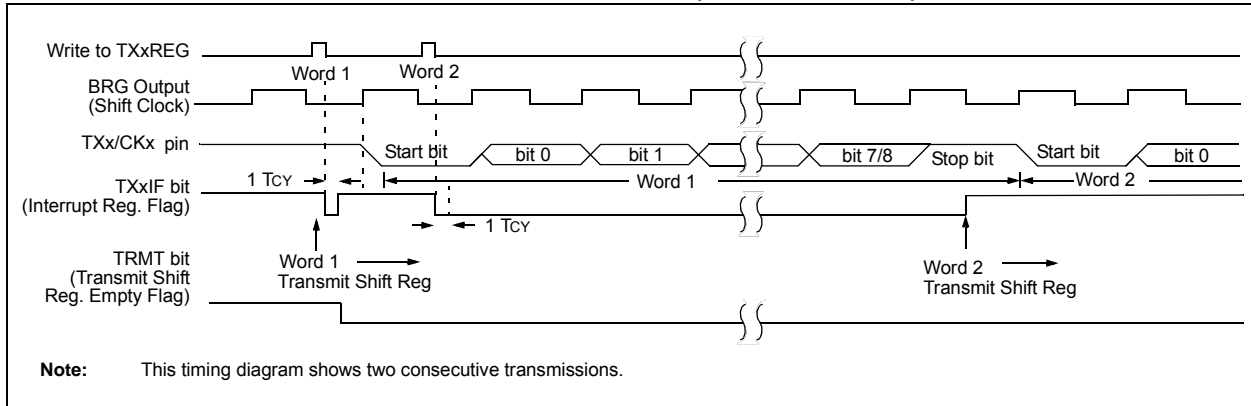 Write to TXxREG
Word 1
Word 2
BRG Output
(Shift Clock)
TXx/CKx pin
Start bit
bit 0
bit 1
bit 7/8
Stop bit
Start bit
bit 0
1 TCY
Word 1
Word 2
TXxIF bit
(Interrupt Reg. Flag)
1 TCY
TRMT bit
(Transmit Shift
Reg. Empty Flag)
Word 1
Transmit Shift Reg
Word 2
Transmit Shift Reg
Note: This timing diagram shows two consecutive transmissions.